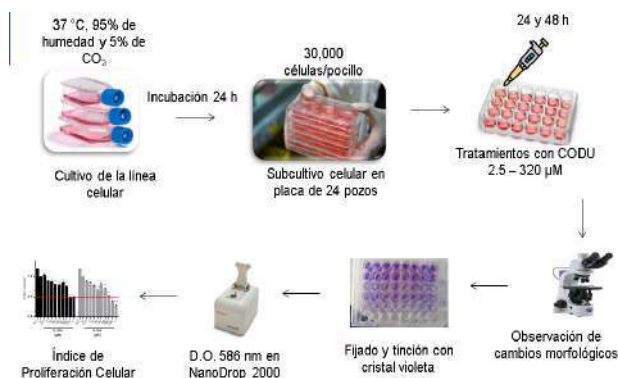 37 °C, 95% de
humedad y 5% de
CO₂
Cultivo de la línea
celular
Incubación 24 h
30,000
células/pocillo
Subcultivo celular en
placa de 24 pozos
24 y 48 h
Tratamientos con CODU
2.5 – 320 µM
Observación de
cambios morfológicos
Fijado y tinción con
cristal violeta
D.O. 586 nm en
NanoDrop 2000
Índice de
Proliferación Celular